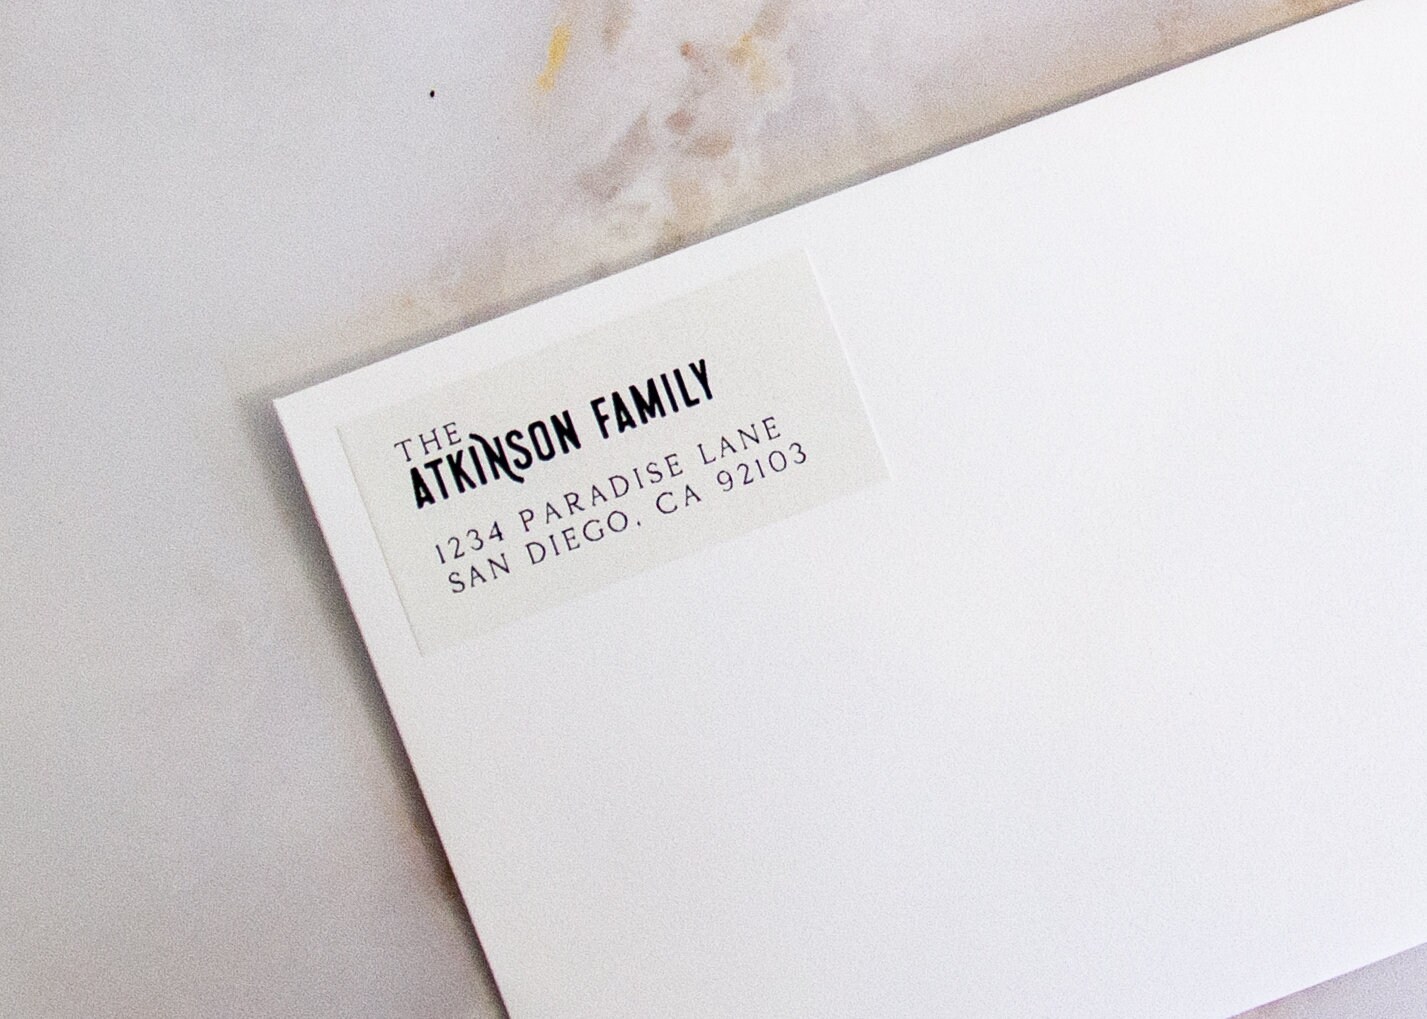 THE
ATKINSON FAMILY
1234 PARADISE LANE
SAN DIEGO, CA 92103